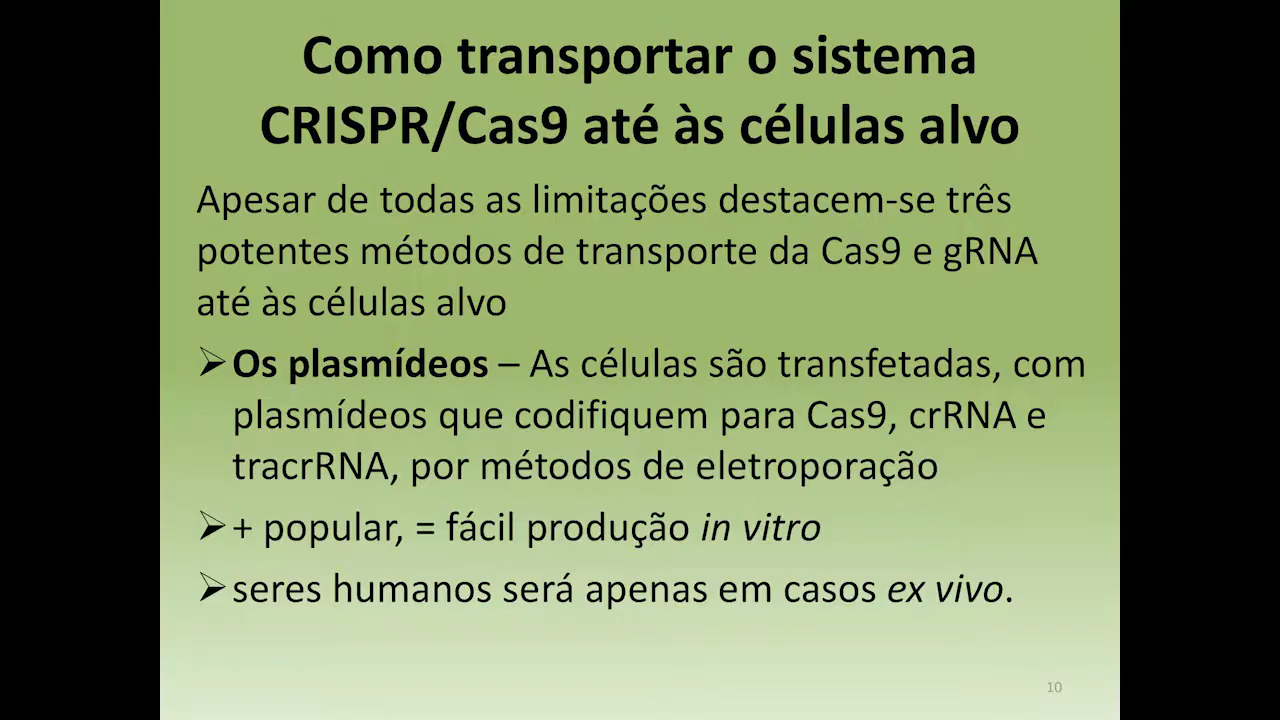 Como transportar o sistema
CRISPR/Cas9 até às células alvo
Apesar de todas as limitações destacem-se três
potentes métodos de transporte da Cas9 e gRNA
até às células alvo
➢Os plasmídeos – As células são transfetadas, com
plasmídeos que codifiquem para Cas9, crRNA e
tracrRNA, por métodos de eletroporação
➢+ popular, = fácil produção in vitro
➢seres humanos será apenas em casos ex vivo.
10